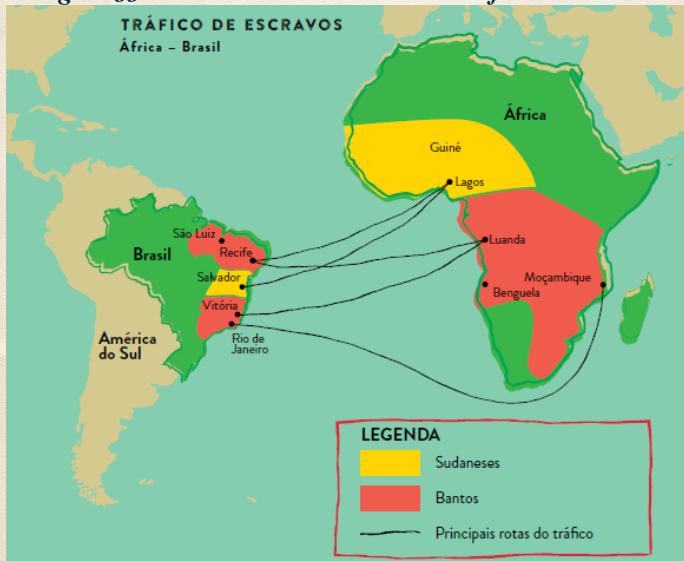 TRÁFICO DE ESCRAVOS
África – Brasil
África
Guiné
Lagos
São Luiz
Recife
Brasil
Luanda
Salvador
Moçambique
Benguela
Vitória
América
do Sul
Rio de
Janeiro
LEGENDA
Sudaneses
Bantos
Principais rotas do tráfico